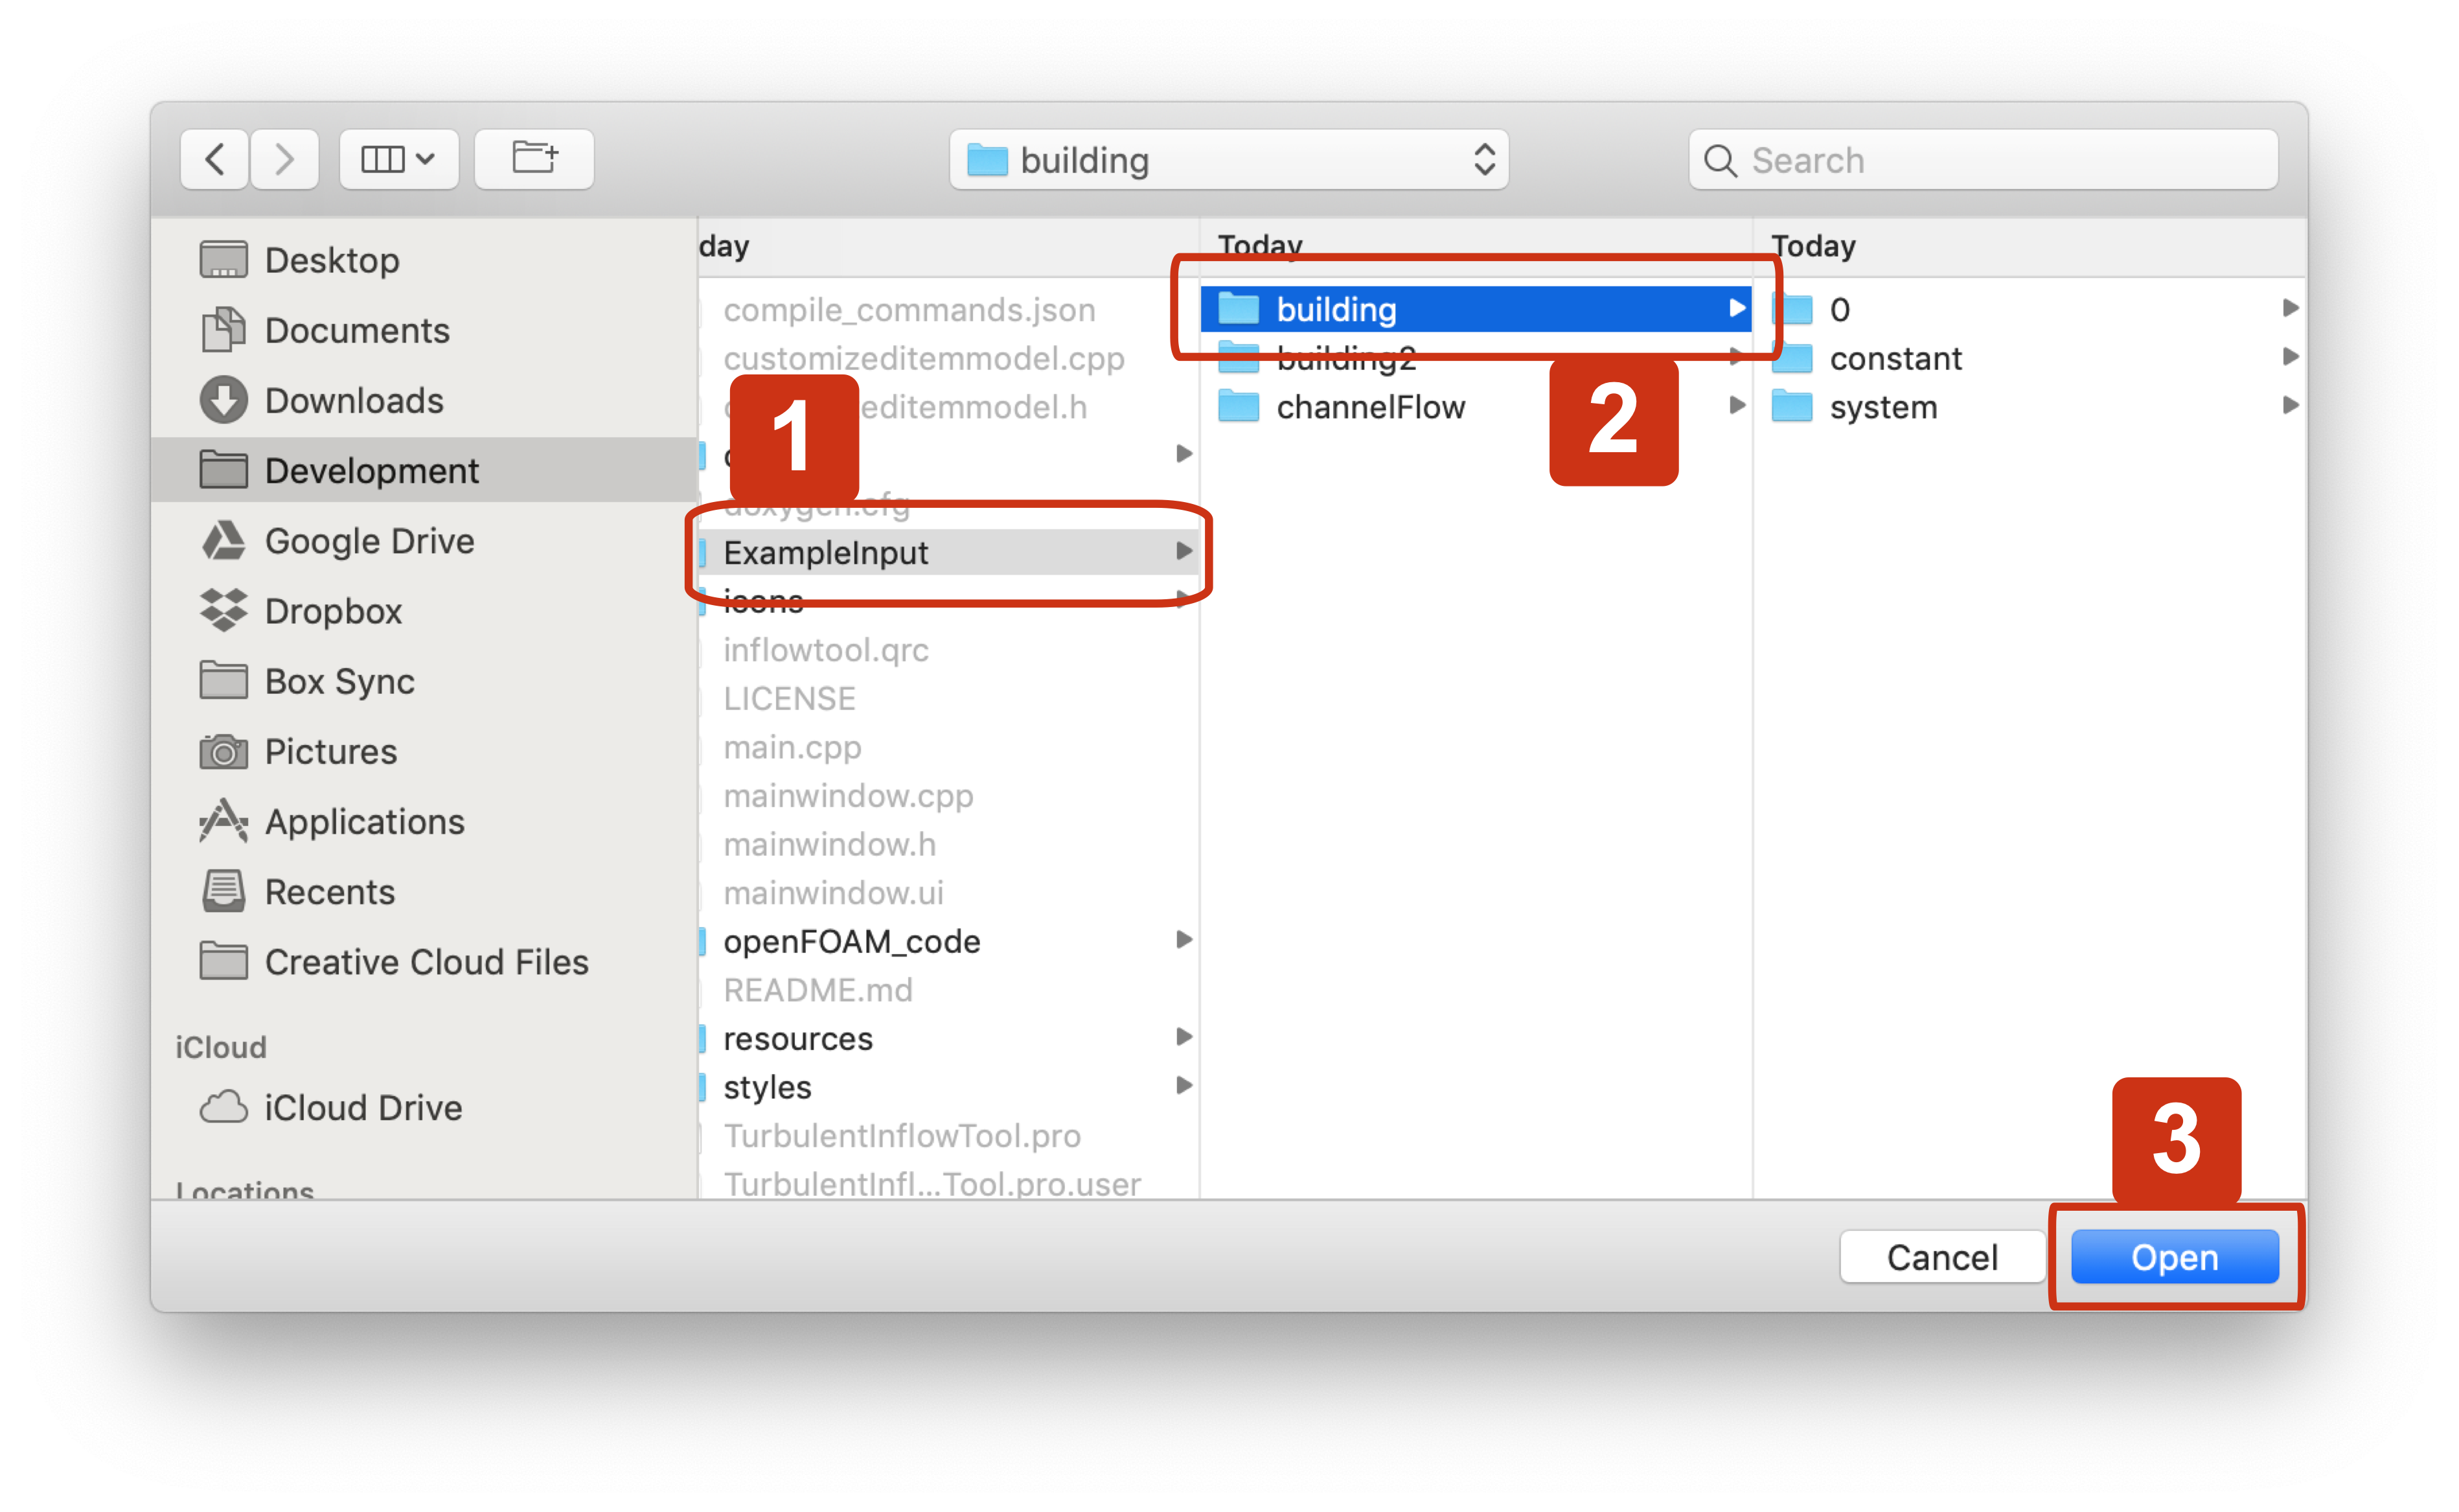 building
Search
Desktop
Documents
Downloads
Development
Google Drive
Dropbox
Box Sync
Pictures
Applications
Recents
Creative Cloud Files
iCloud
iCloud Drive
Locations
day
compile_commands.json
customizeditemmodel.cpp
editemmodel.h
1
doxygen.cfg
ExampleInput
icons
inflowtool.qrc
LICENSE
main.cpp
mainwindow.cpp
mainwindow.h
mainwindow.ui
openFOAM_code
README.md
resources
styles
TurbulentInflowTool.pro
TurbulentInfl...Tool.pro.user
Today
building
building2
channelFlow
2
Today
0
constant
system
3
Cancel
Open